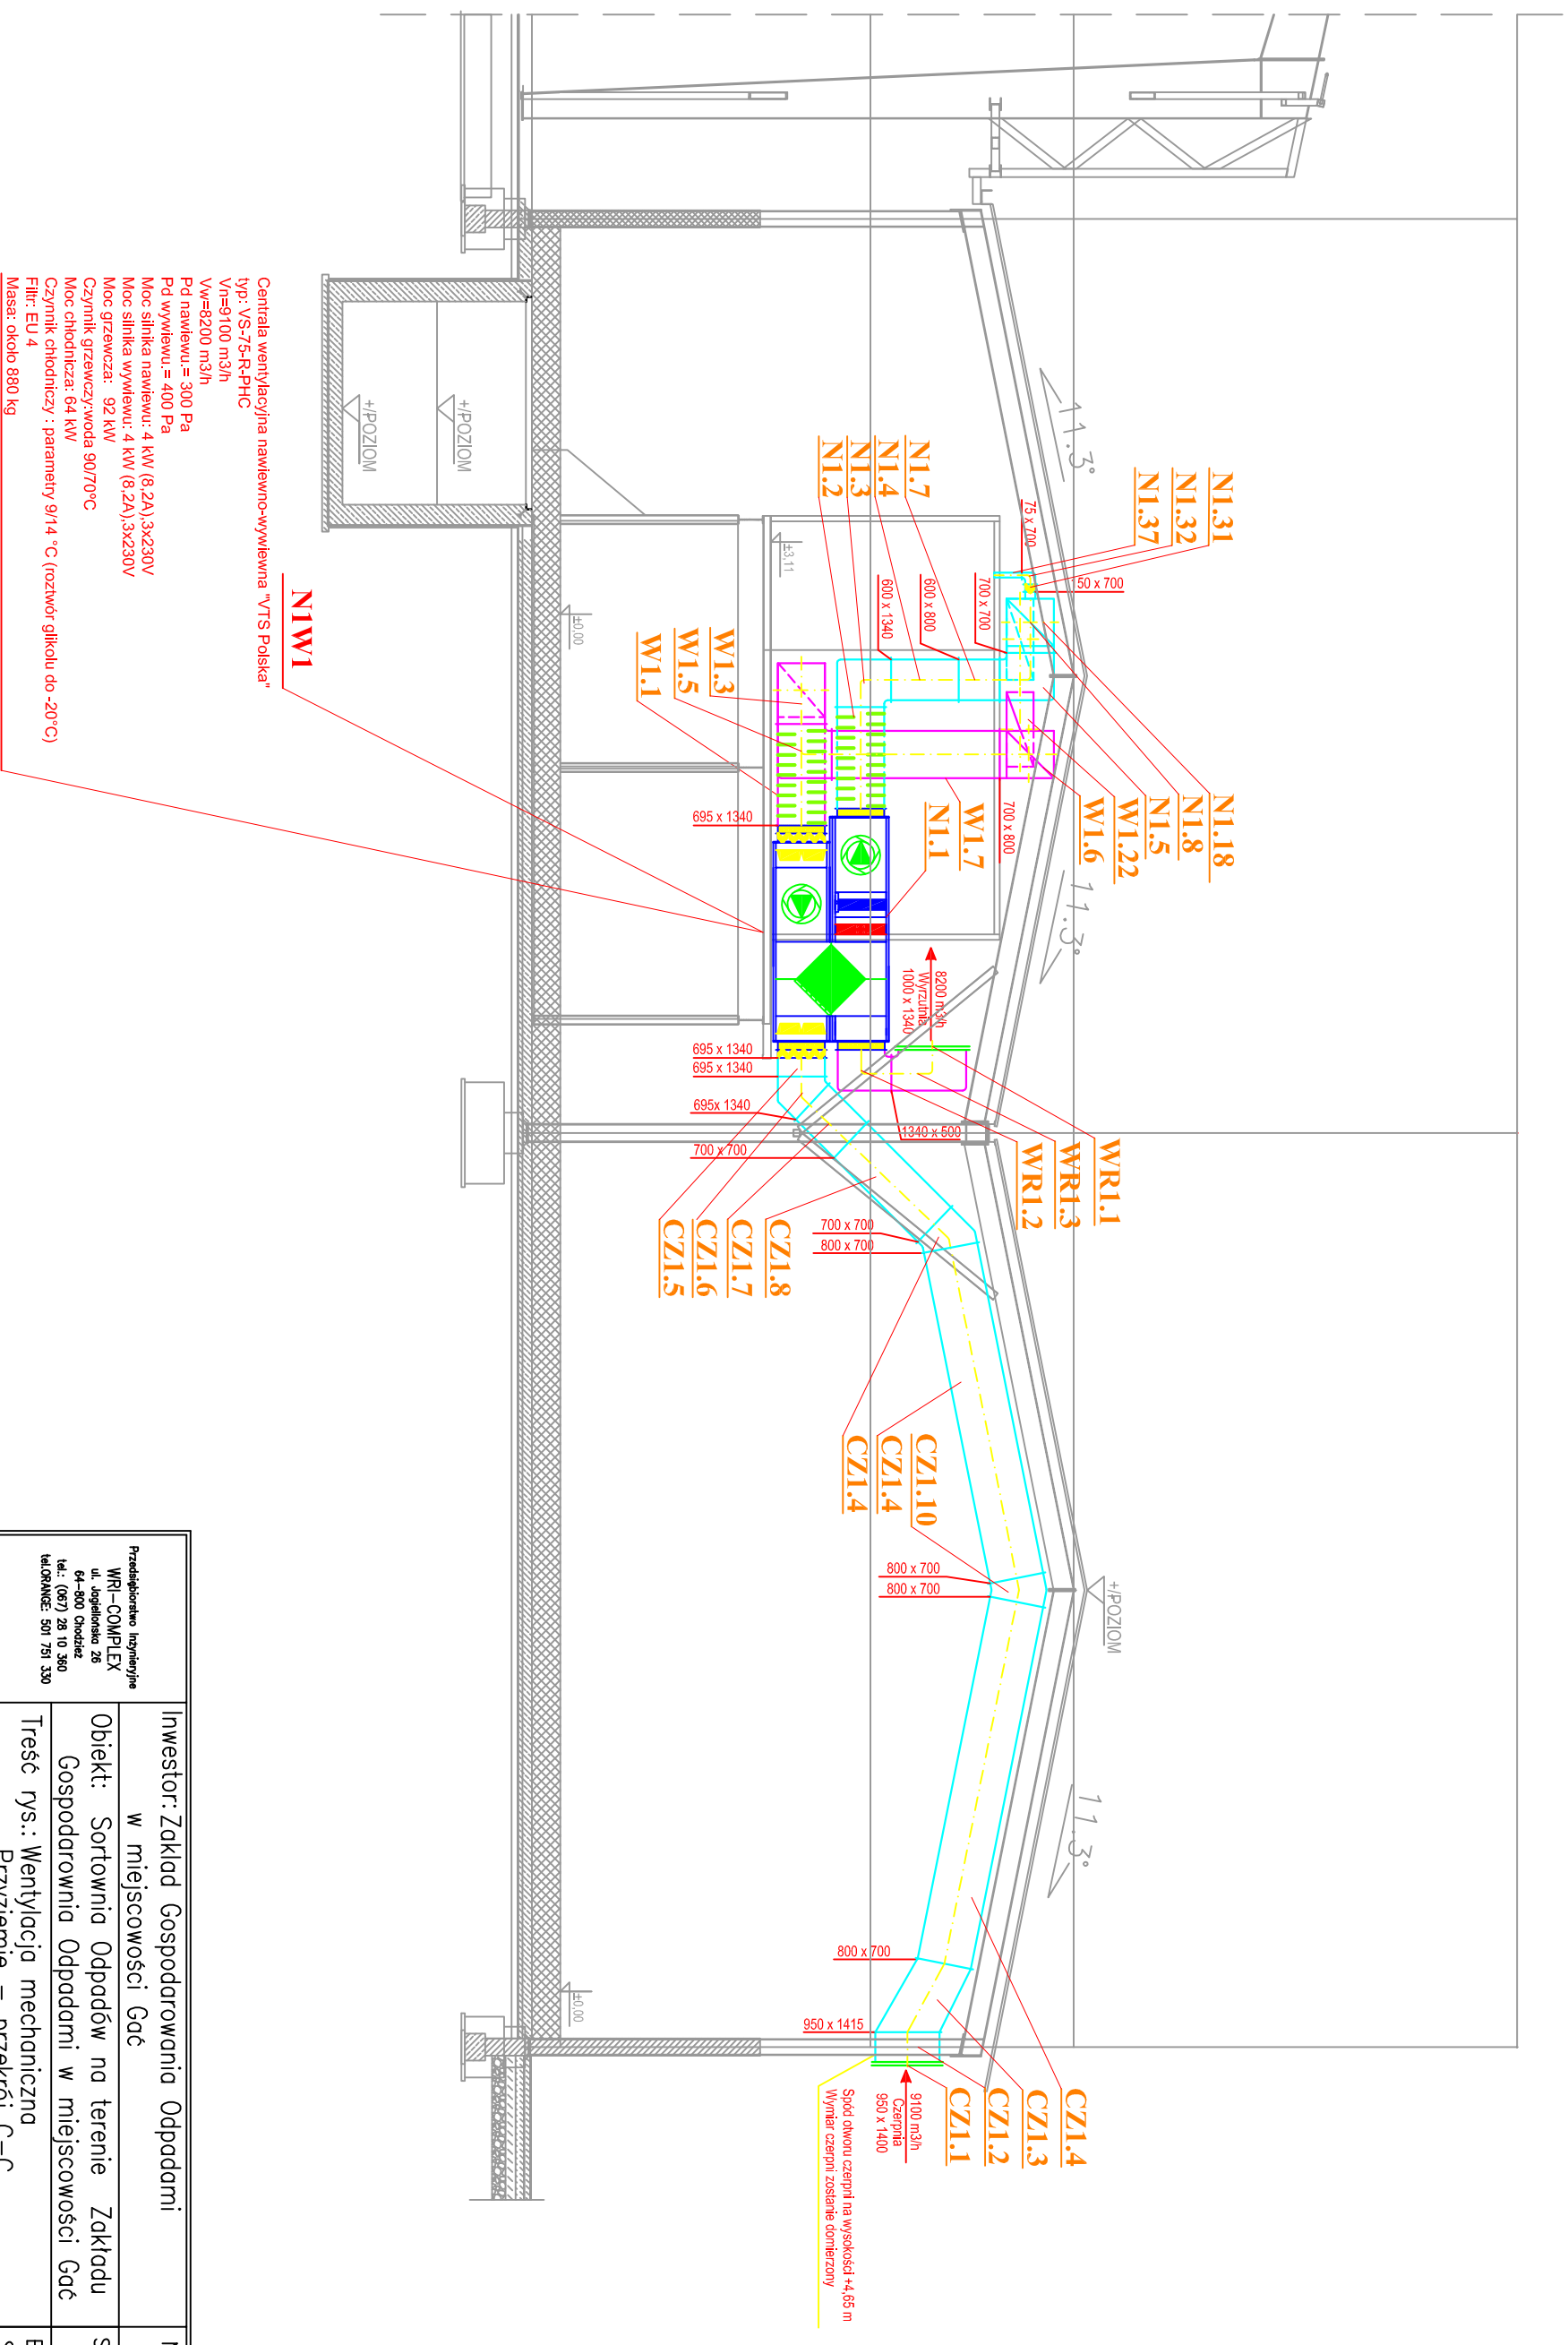 11.3°
11.3°
11.3°
N1.31
N1.32
N1.37
N1.7
N1.4
N1.3
N1.2
75 x 700
50 x 700
700 x 700
600 x 800
600 x 1340
N1.18
N1.8
N1.5
W1.22
W1.6
W1.7
N1.1
700 x 800
W1.3
W1.5
W1.1
695 x 1340
8200 m3/h
Wyrzutnia
1000 x 1340
695 x 1340
695 x 1340
695x 1340
700 x 700
1340 x 500
WR1.1
WR1.3
WR1.2
CZ1.8
CZ1.7
CZ1.6
CZ1.5
700 x 700
800 x 700
CZ1.10
CZ1.4
CZ1.4
800 x 700
800 x 700
+/POZIOM
800 x 700
950 x 1415
CZ1.4
CZ1.3
CZ1.2
CZ1.1
9100 m3/h
Czerpnia
950 x 1400
Spód otworu czerpni na wysokości +4,65 m
Wymiar czerpni zostanie domierzony
±3,11
±0.00
±0.00
+/POZIOM
+/POZIOM
N1W1
Centrala wentylacyjna nawiewno-wywiewna "VTS Polska"
typ: VS-75-R-PHC
Vn=9100 m3/h
Vw=8200 m3/h
Pd nawiewu.= 300 Pa
Pd wywiewu.= 400 Pa
Moc silnika nawiewu: 4 kW (8,2A),3x230V
Moc silnika wywiewu: 4 kW (8,2A),3x230V
Moc grzewcza: 92 kW
Czynnik grzewczy:woda 90/70°C
Moc chłodnicza: 64 kW
Czynnik chłodniczy : parametry 9/14 °C (roztwór glikolu do -20°C)
Filtr: EU 4
Masa: około 880 kg
Przedsiębiorstwo Inżynieryjne
WRI-COMPLEX
ul. Jagiellońska 26
64-800 Chodzież
tel.: (067) 28 10 360
tel.ORANGE: 501 751 330
Inwestor: Zaklad Gospodarowania Odpadami
w miejscowości Gać
Obiekt: Sortownia Odpadów na terenie Zakładu
Gospodarownia Odpadami w miejscowości Gać
Treść rys.: Wentylacja mechaniczna
Przyziemie – przekrój C–C